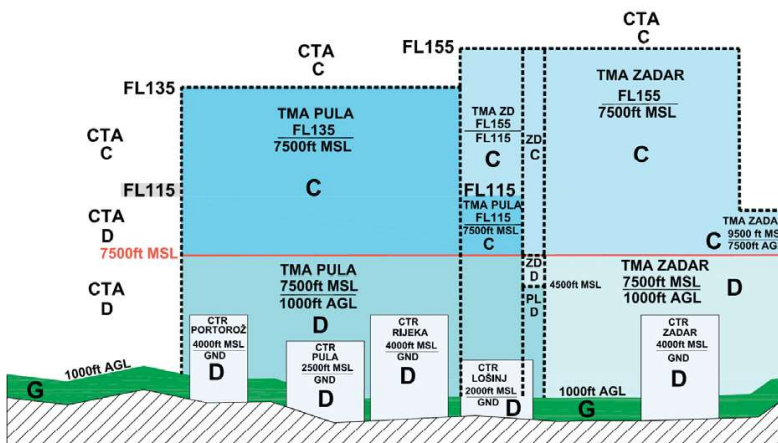 CTA
C
CTA
C
FL155
FL135
TMA PULA
FL135
7500ft MSL
C
TMA ZD
FL155
FL115
C
ZD
C
TMA ZADAR
FL155
7500ft MSL
C
CTA
C
FL115
CTA
D
7500ft MSL
FL115
TMA PULA
FL115
7500ft MSL
C
TMA ZADA
9500 ft MS
7500ft AG
C
CTA
D
TMA PULA
7500ft MSL
1000ft AGL
D
ZD
D
PL
D
4500ft MSL
TMA ZADAR
7500ft MSL
1000ft AGL
D
CTR
PORTOROŽ
4000ft MSL
GND
D
CTR
PULA
2500ft MSL
GND
D
CTR
RIJEKA
4000ft MSL
GND
D
CTR
LOŠINJ
2000ft MSL
GND
D
CTR
ZADAR
4000ft MSL
GND
D
1000ft AGL
G
1000ft AGL
G